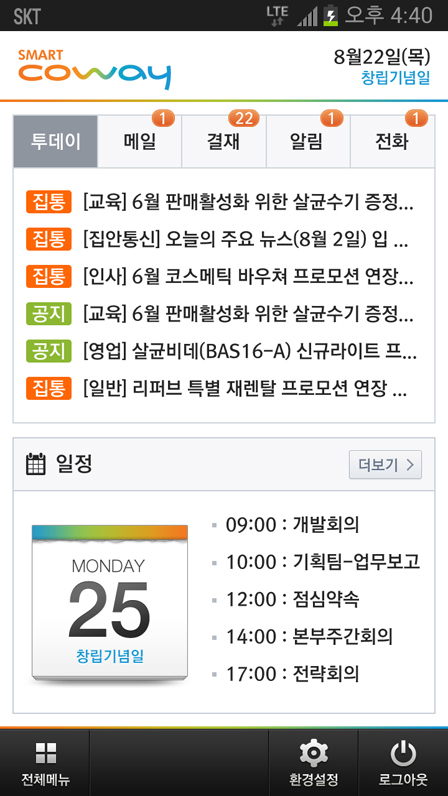 SKT LTE 오후 4:40
SMART
coway
8월22일(목)
창립기념일
투데이 메일 1 결재 22 알림 1 전화 1
집통 [교육] 6월 판매활성화 위한 살균수기 증정...
집통 [집안통신] 오늘의 주요 뉴스(8월 2일) 입 ...
집통 [인사] 6월 코스메틱 바우쳐 프로모션 연장...
공지 [교육] 6월 판매활성화 위한 살균수기 증정...
공지 [영업] 살균비데(BAS16-A) 신규라이트 프...
집통 [일반] 리퍼브 특별 재렌탈 프로모션 연장 ...
일정 더보기 >
MONDAY
25
창립기념일
09:00 : 개발회의
10:00 : 기획팀-업무보고
12:00 : 점심약속
14:00 : 본부주간회의
17:00 : 전략회의
전체메뉴 환경설정 로그아웃